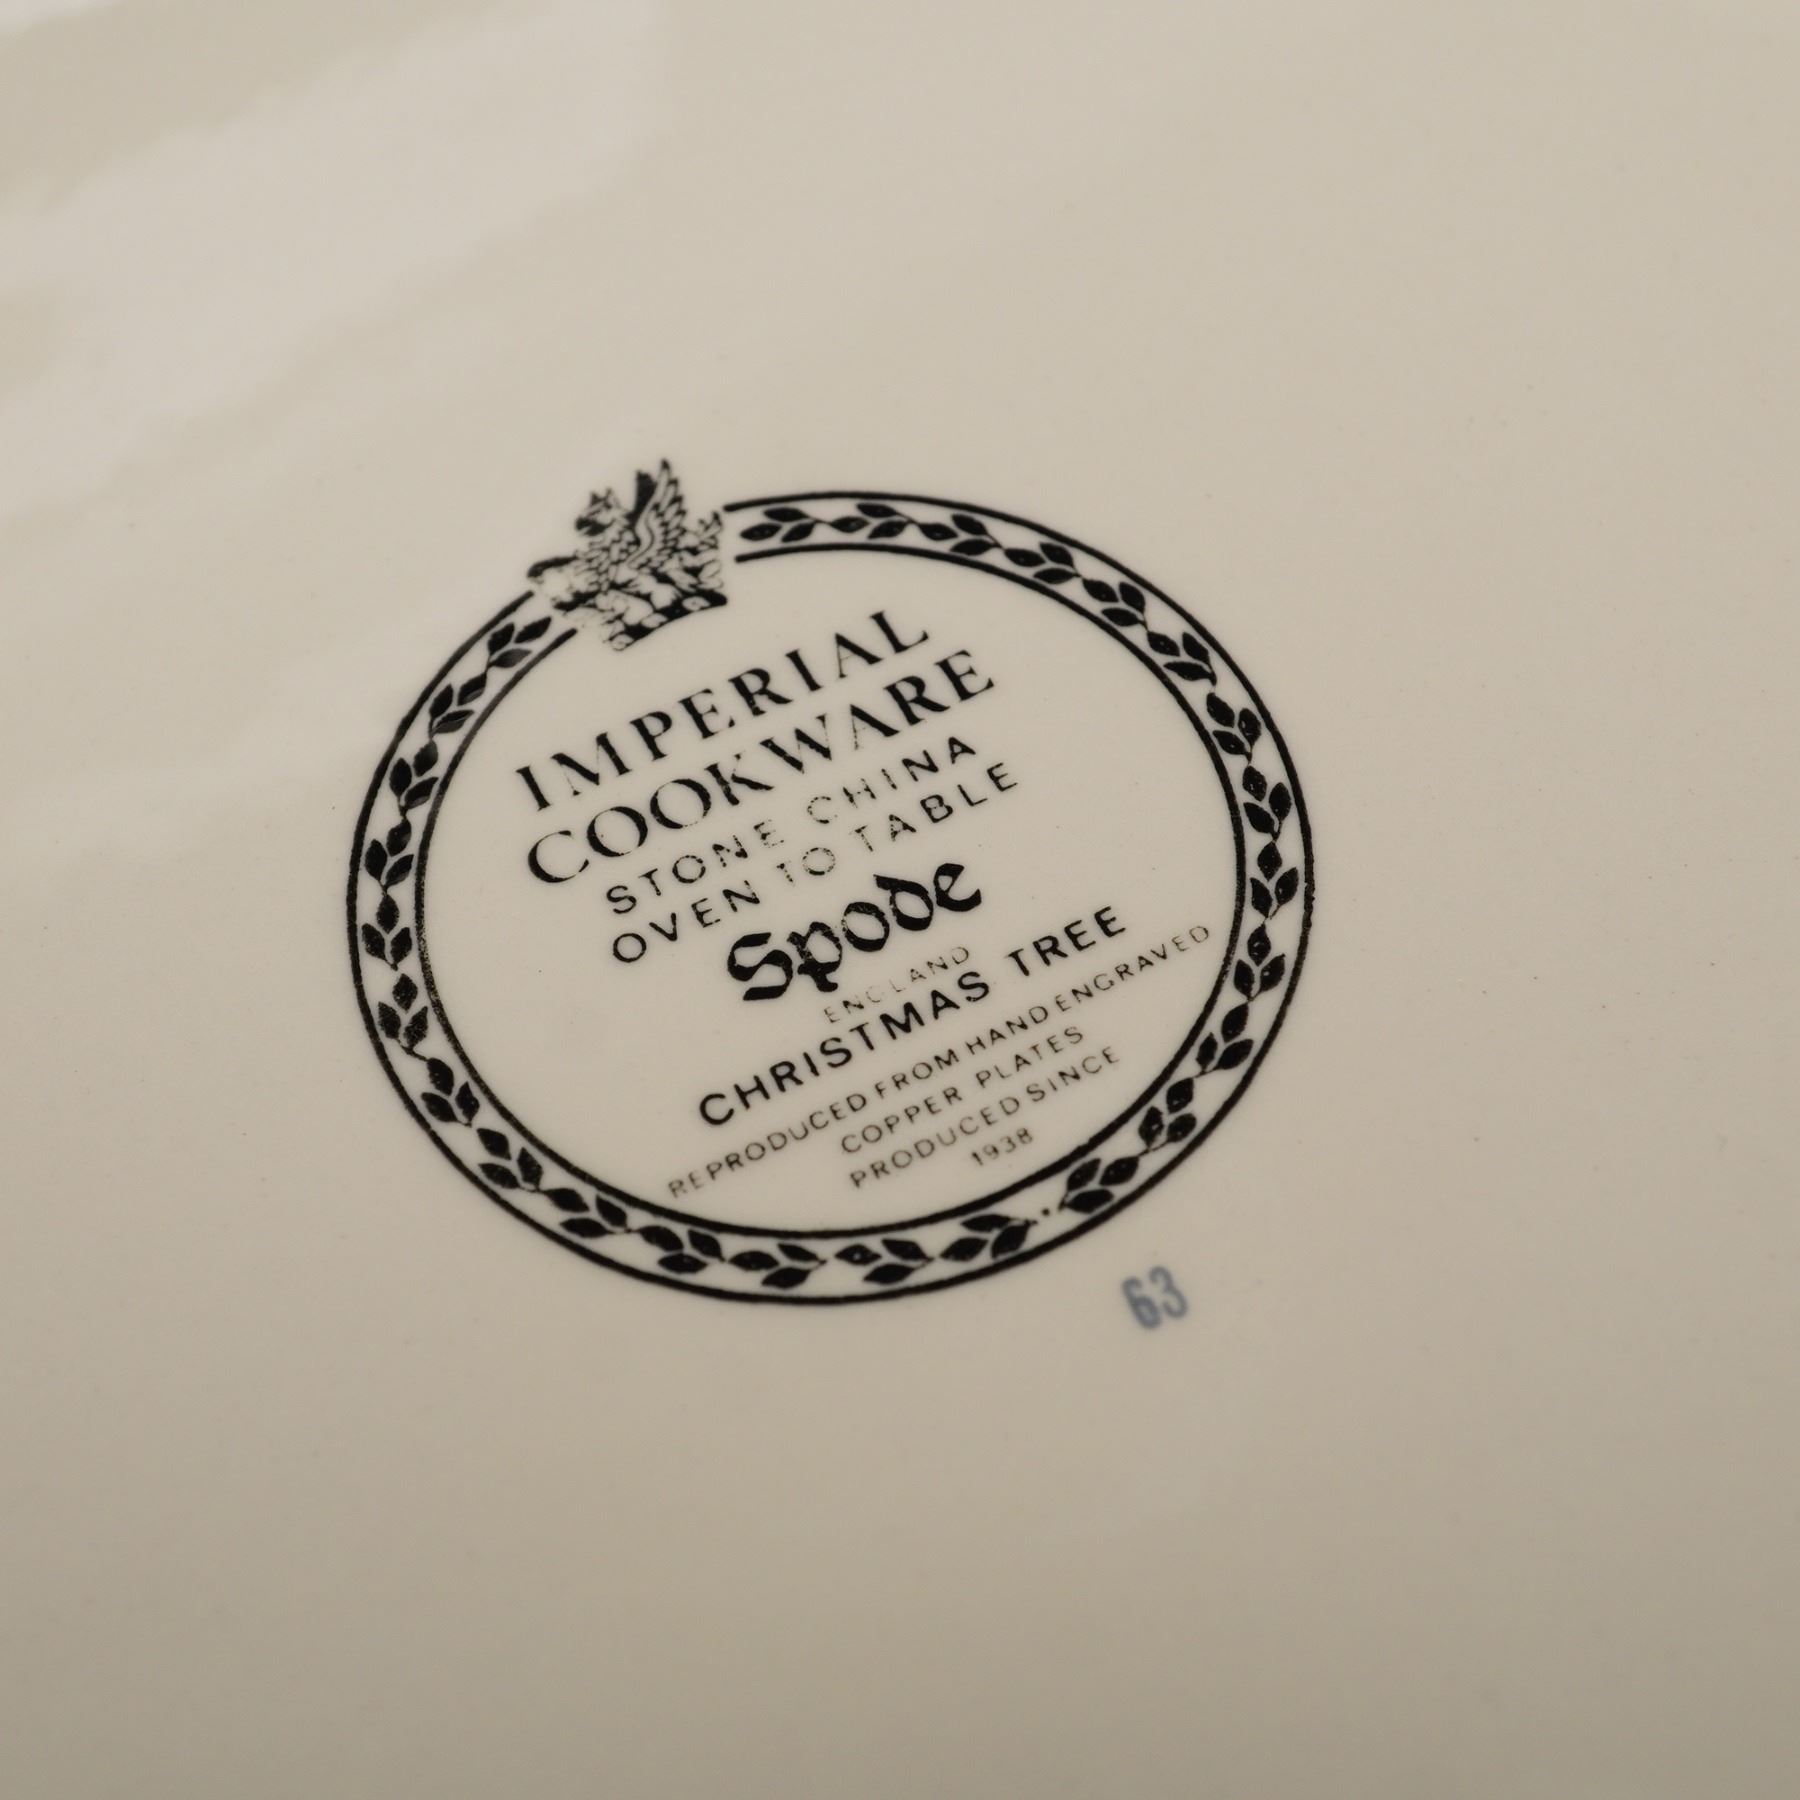 IMPERIAL
COOKWARE
STONE CHINA
OVEN TO TABLE
Spode
ENGLAND
CHRISTMAS TREE
REPRODUCED FROM HAND ENGRAVED
COPPER PLATES
PRODUCED SINCE
1938
63